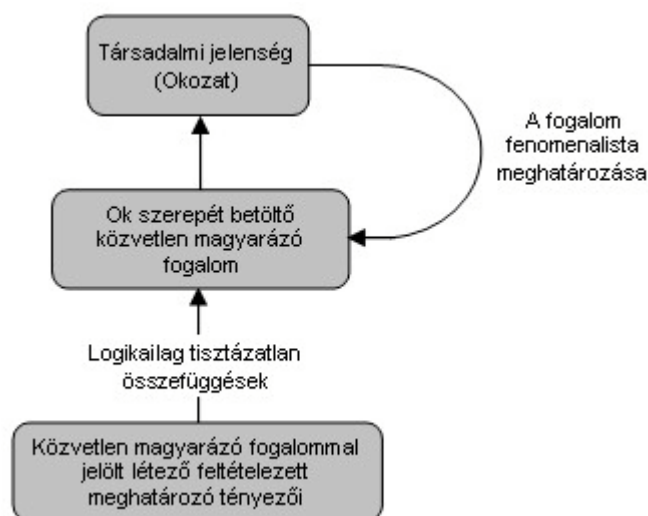 Társadalmi jelenség
(Okozat)
A fogalom
fenomenalista
meghatározása
Ok szerepét betöltő
közvetlen magyarázó
fogalom
Logikailag tisztázatlan
összefüggések
Közvetlen magyarázó fogalommal
jelölt létező feltételezett
meghatározó tényezői